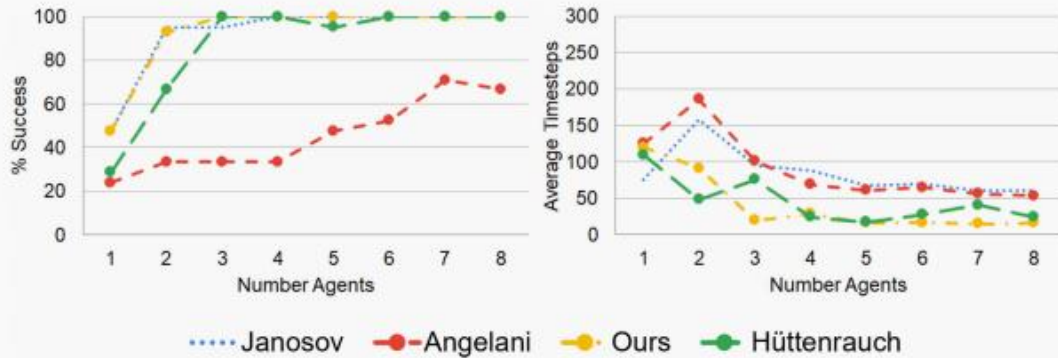 100
80
60
40
20
0
% Success
1 2 3 4 5 6 7 8
Number Agents
300
250
200
150
100
50
0
Average Timesteps
1 2 3 4 5 6 7 8
Number Agents
Janosov Angelani Ours Hüttenrauch